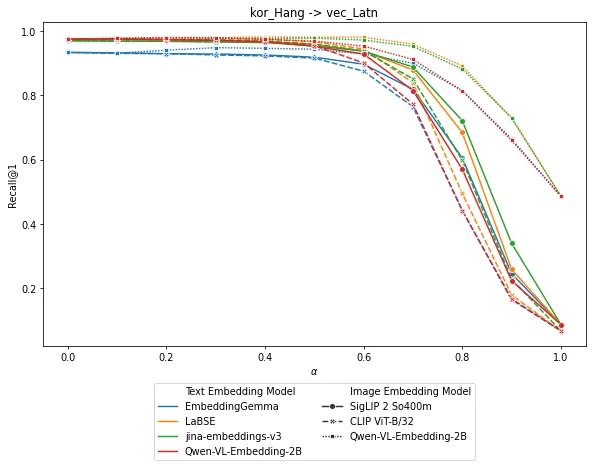 kor_Hang -> vec_Latn
Recall@1
1.0
0.8
0.6
0.4
0.2
0.0 0.2 0.4 0.6 0.8 1.0
α
Text Embedding Model
EmbeddingGemma
LaBSE
jina-embeddings-v3
Qwen-VL-Embedding-2B
Image Embedding Model
SigLIP 2 So400m
CLIP ViT-B/32
Qwen-VL-Embedding-2B